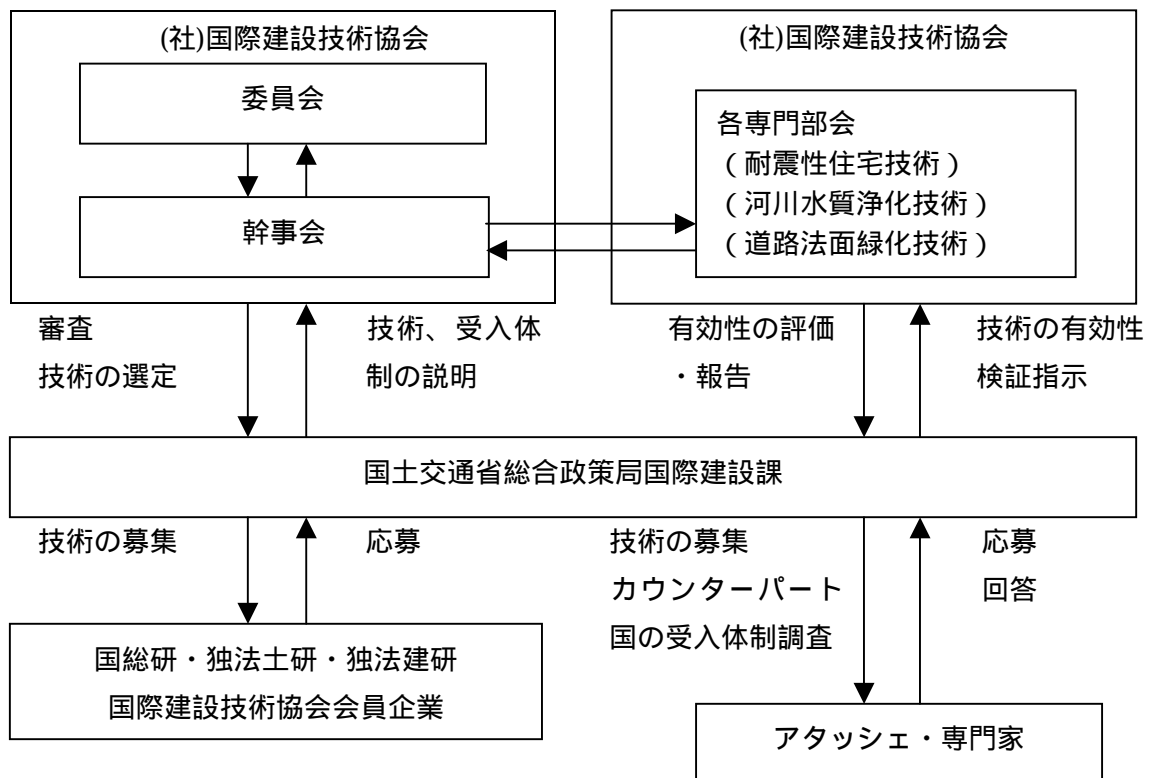 (社)国際建設技術協会
委員会
幹事会
(社)国際建設技術協会
各専門部会
(耐震性住宅技術)
(河川水質浄化技術)
(道路法面緑化技術)
審査
技術の選定
技術、受入体
制の説明
有効性の評価
・報告
技術の有効性
検証指示
国土交通省総合政策局国際建設課
技術の募集
応募
技術の募集
カウンターパート
国の受入体制調査
応募
回答
国総研・独法土研・独法建研
国際建設技術協会会員企業
アタッシェ・専門家